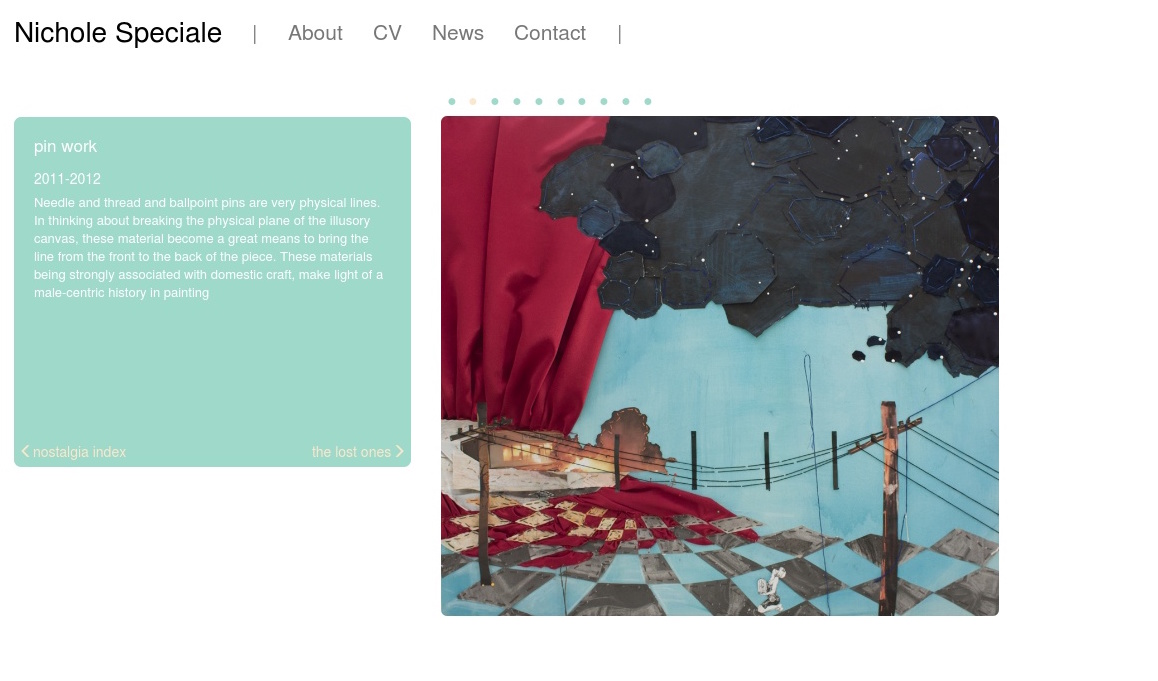 Nichole Speciale | About CV News Contact |
pin work
2011-2012
Needle and thread and ballpoint pins are very physical lines.
In thinking about breaking the physical plane of the illusory
canvas, these material become a great means to bring the
line from the front to the back of the piece. These materials
being strongly associated with domestic craft, make light of a
male-centric history in painting
nostalgia index
the lost ones